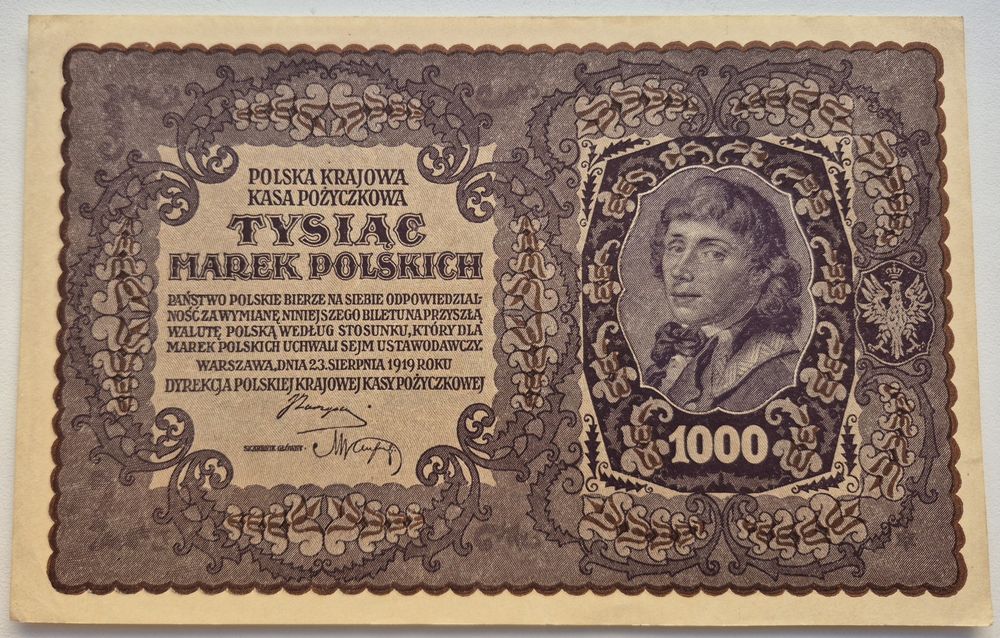 POLSKA KRAJOWA
KASA POŻYCZKOWA
TYSIĄC
MAREK POLSKICH
PAŃSTWO POLSKIE BIERZE NA SIEBIE ODPOWIEDZIAL-
NOŚĆ ZA WYMIANĘ NINIEJSZEGO BILETU NA PRZYSZŁĄ
WALUTĘ POLSKĄ WEDŁUG STOSUNKU, KTÓRY DLA
MAREK POLSKICH UCHWALI SEJM USTAWODAWCZY.
WARSZAWA, DNIA 23. SIERPNIA 1919 ROKU
DYREKCJA POLSKIEJ KRAJOWEJ KASY POŻYCZKOWEJ
SKARBNIK GŁÓWNY
1000